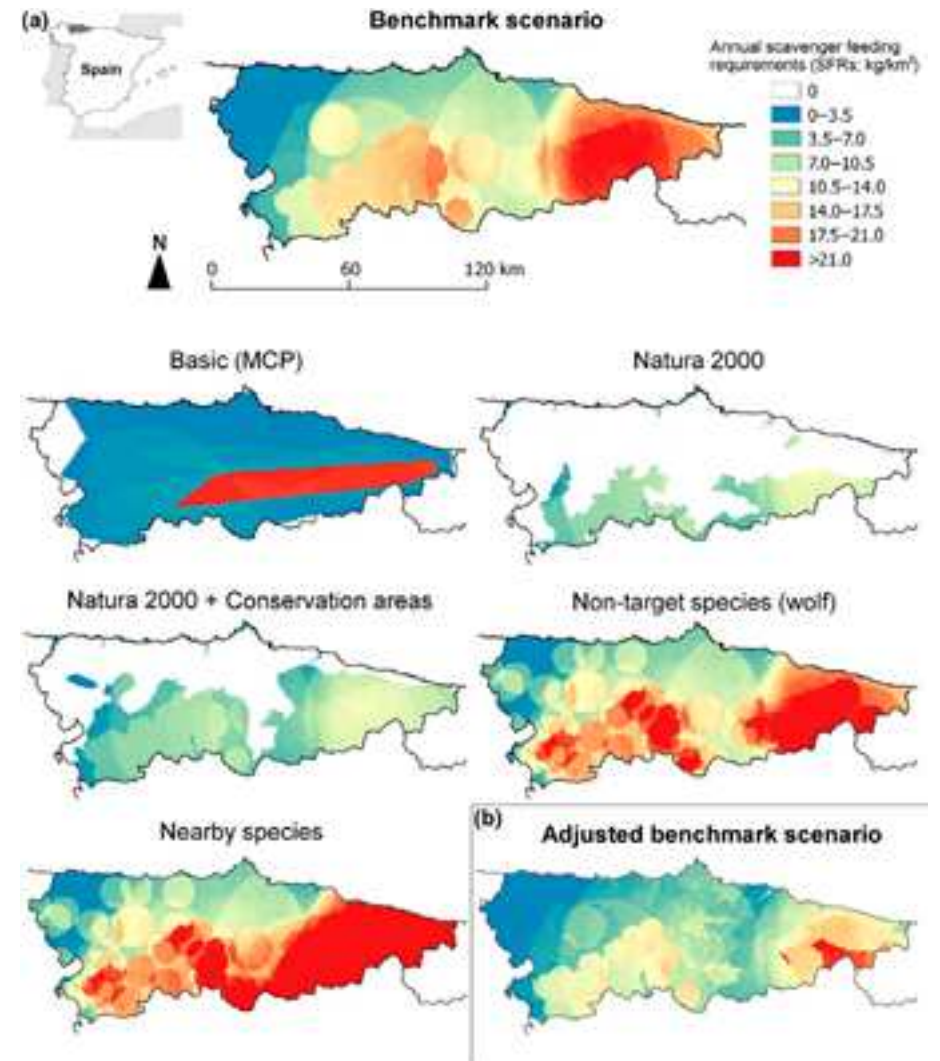 (a)
Benchmark scenario
Spain
Annual scavenger feeding
requirements (SFRs; kg/km²)
0
0–3.5
3.5–7.0
7.0–10.5
10.5–14.0
14.0–17.5
17.5–21.0
>21.0
N
0 60 120 km
Basic (MCP)
Natura 2000
Natura 2000 + Conservation areas
Non-target species (wolf)
Nearby species
(b)
Adjusted benchmark scenario